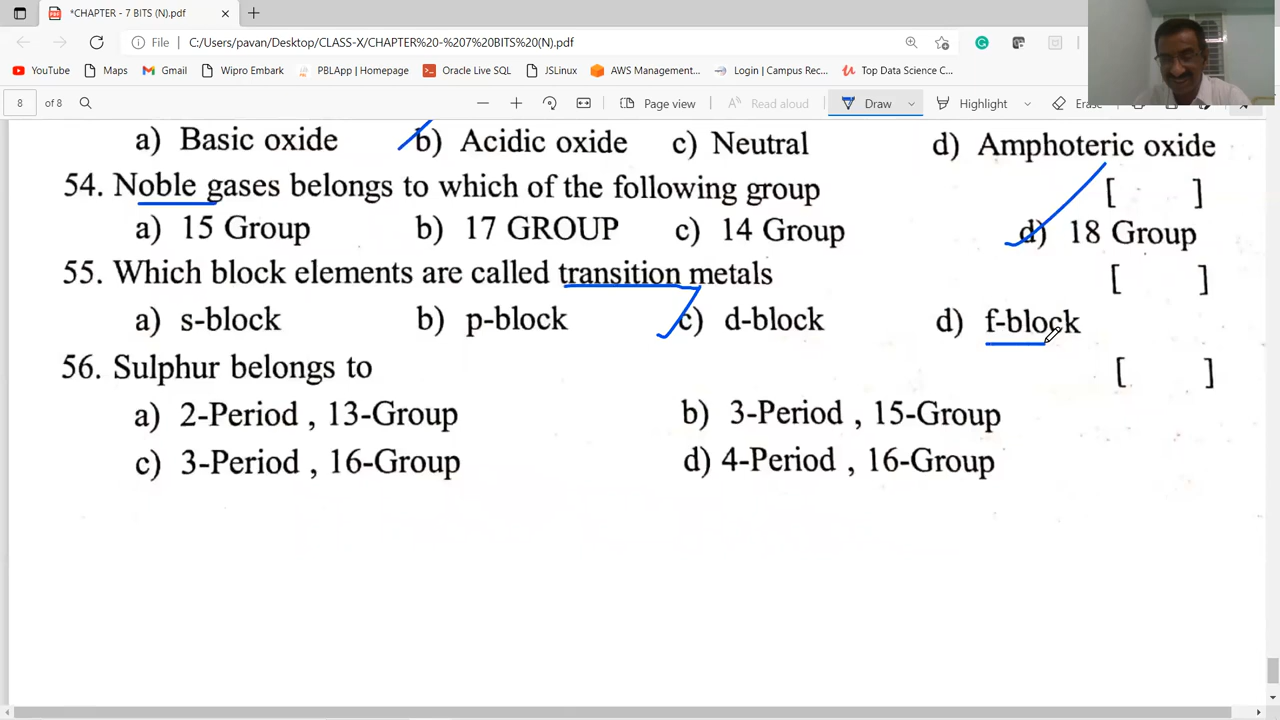 *CHAPTER - 7 BITS (N).pdf
File C:/Users/pavan/Desktop/CLASS-X/CHAPTER%20-%207%20BITS%20(N).pdf
YouTube Maps Gmail Wipro Embark PBLApp | Homepage Oracle Live SQL JSLinux AWS Management... Login | Campus Rec... Top Data Science C...
8 of 8 Page view Read aloud Draw Highlight Erase
a) Basic oxide b) Acidic oxide c) Neutral d) Amphoteric oxide
54. Noble gases belongs to which of the following group [ ]
a) 15 Group b) 17 GROUP c) 14 Group d) 18 Group
55. Which block elements are called transition metals [ ]
a) s-block b) p-block c) d-block d) f-block
56. Sulphur belongs to [ ]
a) 2-Period , 13-Group b) 3-Period , 15-Group
c) 3-Period , 16-Group d) 4-Period , 16-Group